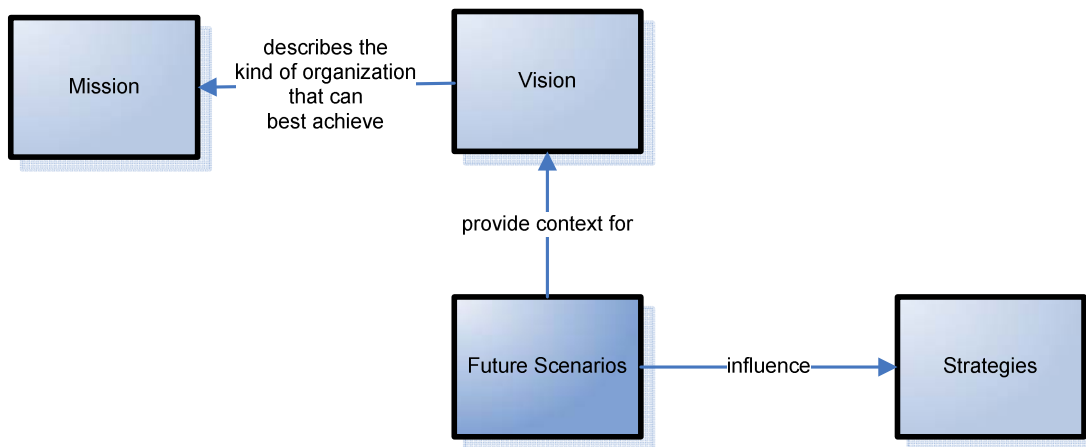 Mission
describes the
kind of organization
that can
best achieve
Vision
provide context for
Future Scenarios
influence
Strategies